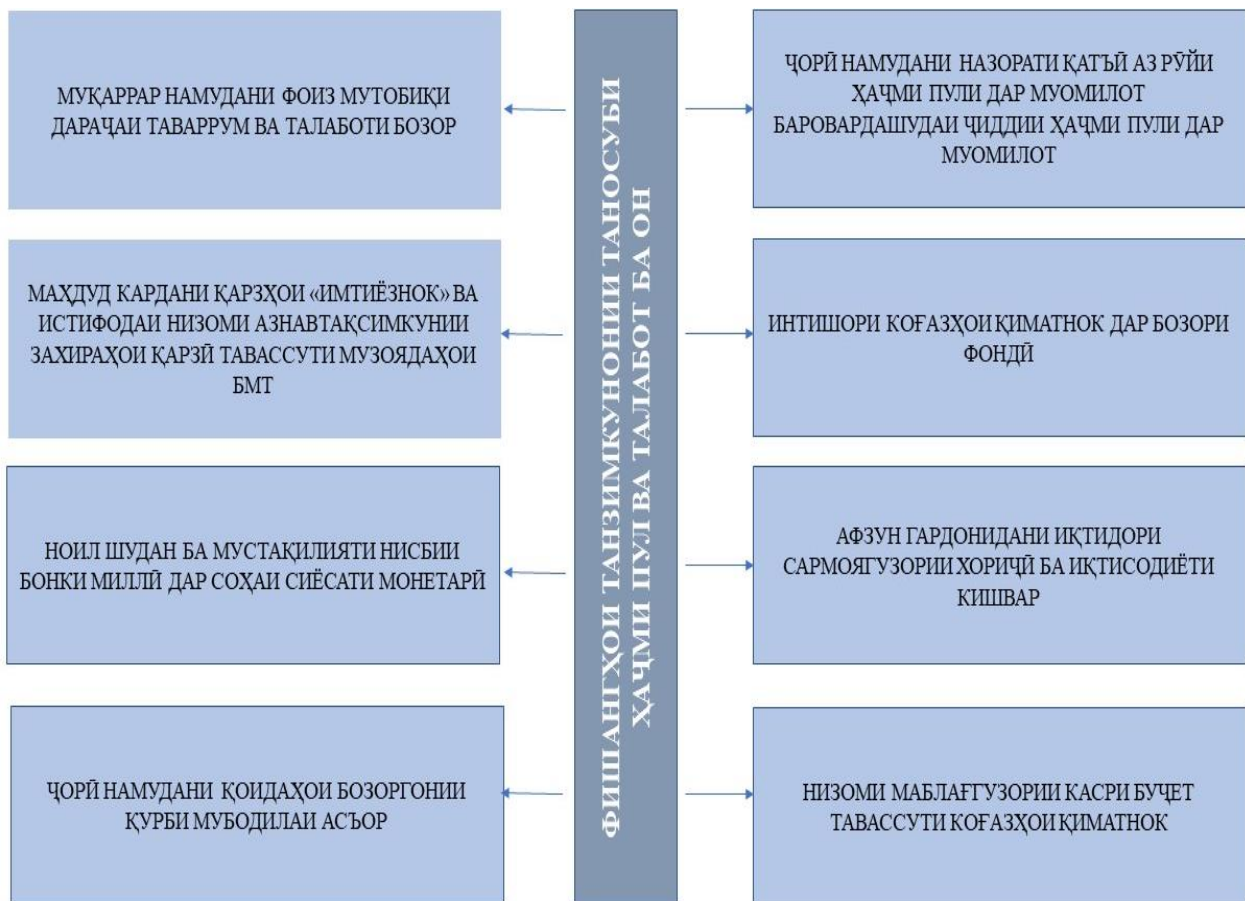 МУҚАРРАР НАМУДАНИ ФОИЗ МУТОБИҚИ
ДАРАҶАИ ТАВАРРУМ ВА ТАЛАБОТИ БОЗОР
МАҲДУД КАРДАНИ ҚАРЗҲОИ «ИМТИЁЗНОК» ВА
ИСТИФОДАИ НИЗОМИ АЗНАВТАҚСИМКУНИИ
ЗАХИРАҲОИ ҚАРЗӢ ТАВАССУТИ МУЗОЯДАҲОИ
БМТ
НОИЛ ШУДАН БА МУСТАҚИЛИЯТИ НИСБИИ
БОНКИ МИЛЛӢ ДАР СОҲАИ СИЁСАТИ МОНЕТАРӢ
ҶОРӢ НАМУДАНИ ҚОИДАҲОИ БОЗОРГОНИИ
ҚУРБИ МУБОДИЛАИ АСЪОР
ФИШАНГҲОИ ТАНЗИМКУНОНИИ ТАНОСУБИ
ҲАҶМИ ПУЛ ВА ТАЛАБОТ БА ОН
ҶОРӢ НАМУДАНИ НАЗОРАТИ ҚАТЪӢ АЗ РӮЙИ
ҲАҶМИ ПУЛИ ДАР МУОМИЛОТ
БАРОВАРДАШУДАИ ҶИДДИИ ҲАҶМИ ПУЛИ ДАР
МУОМИЛОТ
ИНТИШОРИ КОҒАЗҲОИ ҚИМАТНОК ДАР БОЗОРИ
ФОНДӢ
АФЗУН ГАРДОНИДАНИ ИҚТИДОРИ
САРМОЯГУЗОРИИ ХОРИҶӢ БА ИҚТИСОДИЁТИ
КИШВАР
НИЗОМИ МАБЛАҒГУЗОРИИ КАСРИ БУҶЕТ
ТАВАССУТИ КОҒАЗҲОИ ҚИМАТНОК